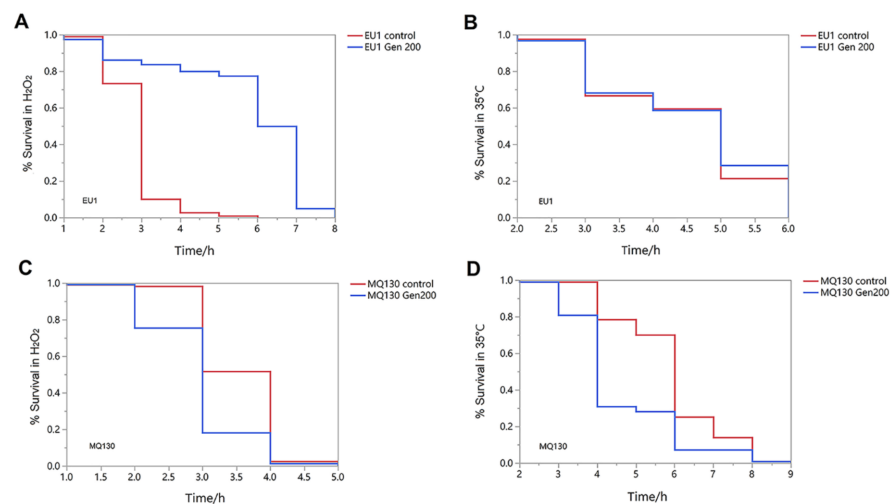 A
EU1 control
EU1 Gen 200
% Survival in H₂O₂
1.0
0.8
0.6
0.4
0.2
0.0
EU1
1 2 3 4 5 6 7 8
Time/h
B
EU1 control
EU1 Gen 200
% Survival in 35°C
1.0
0.8
0.6
0.4
0.2
0.0
EU1
2.0 2.5 3.0 3.5 4.0 4.5 5.0 5.5 6.0
Time/h
C
MQ130 control
MQ130 Gen200
% Survival in H₂O₂
1.0
0.8
0.6
0.4
0.2
0.0
MQ130
1.0 1.5 2.0 2.5 3.0 3.5 4.0 4.5 5.0
Time/h
D
MQ130 control
MQ130 Gen200
% Survival in 35°C
1.0
0.8
0.6
0.4
0.2
0.0
MQ130
2 3 4 5 6 7 8 9
Time/h